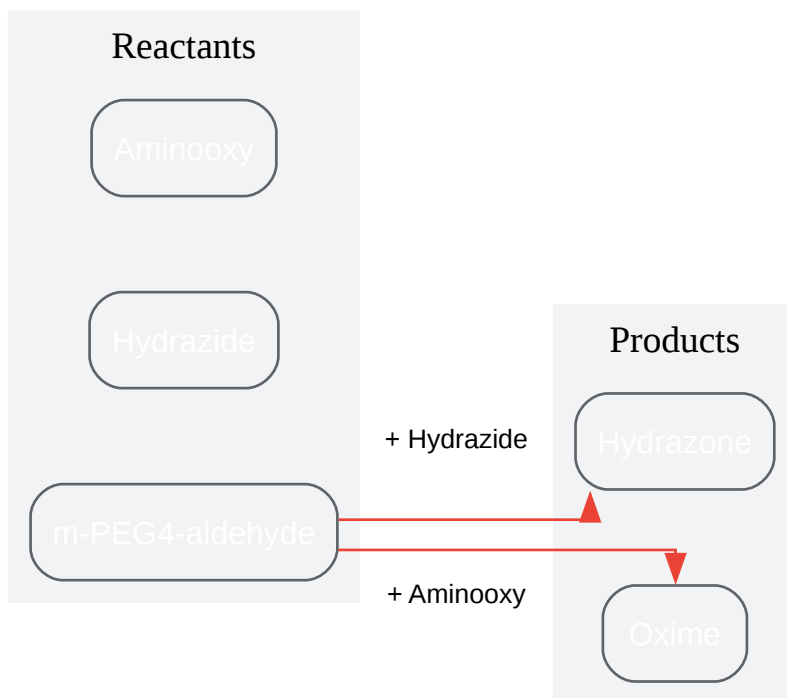 Reactants
Aminooxy
Hydrazide
m-PEG4-aldehyde
+ Hydrazide
+ Aminooxy
Products
Hydrazone
Oxime